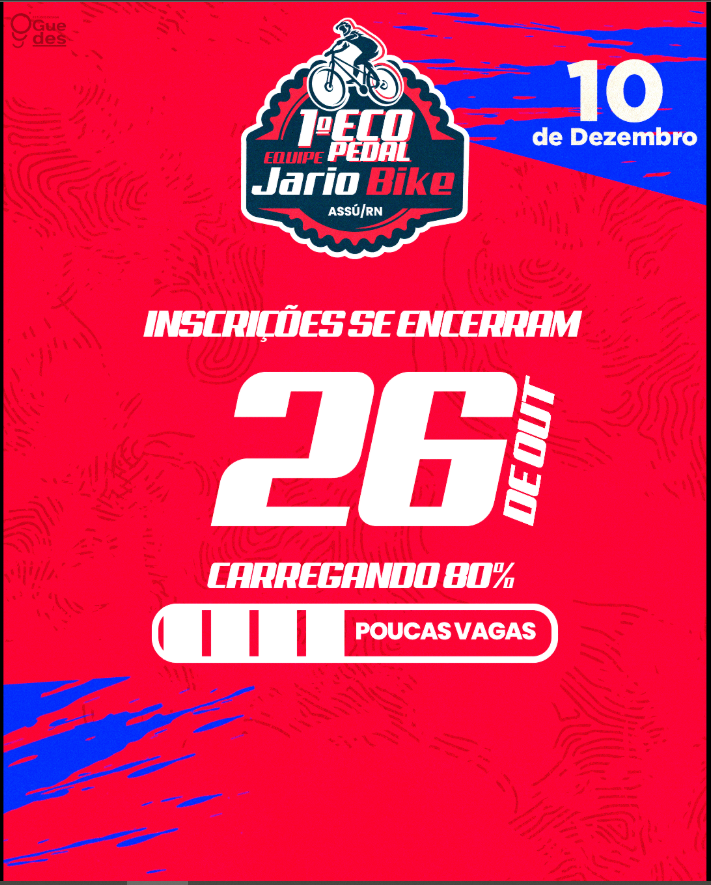 Gue
des
10
de Dezembro
1º ECO
EQUIPE PEDAL
Jario Bike
ASSÚ/RN
INSCRIÇÕES SE ENCERRAM
26
DE OUT
CARREGANDO 80%
POUCAS VAGAS